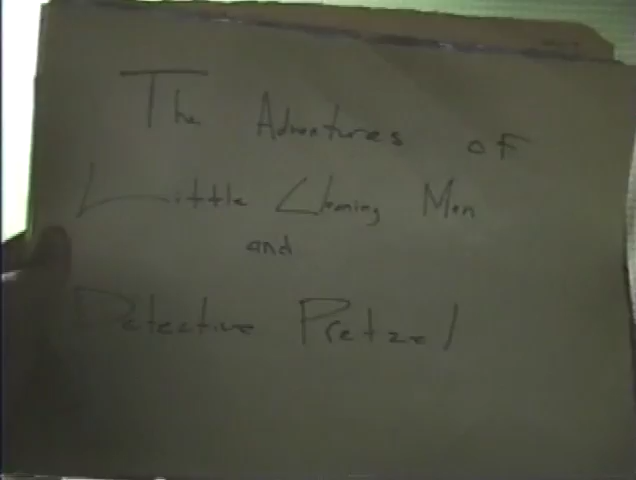 The Adventures of
Little Cleaning Men
and
Detective Pretzel